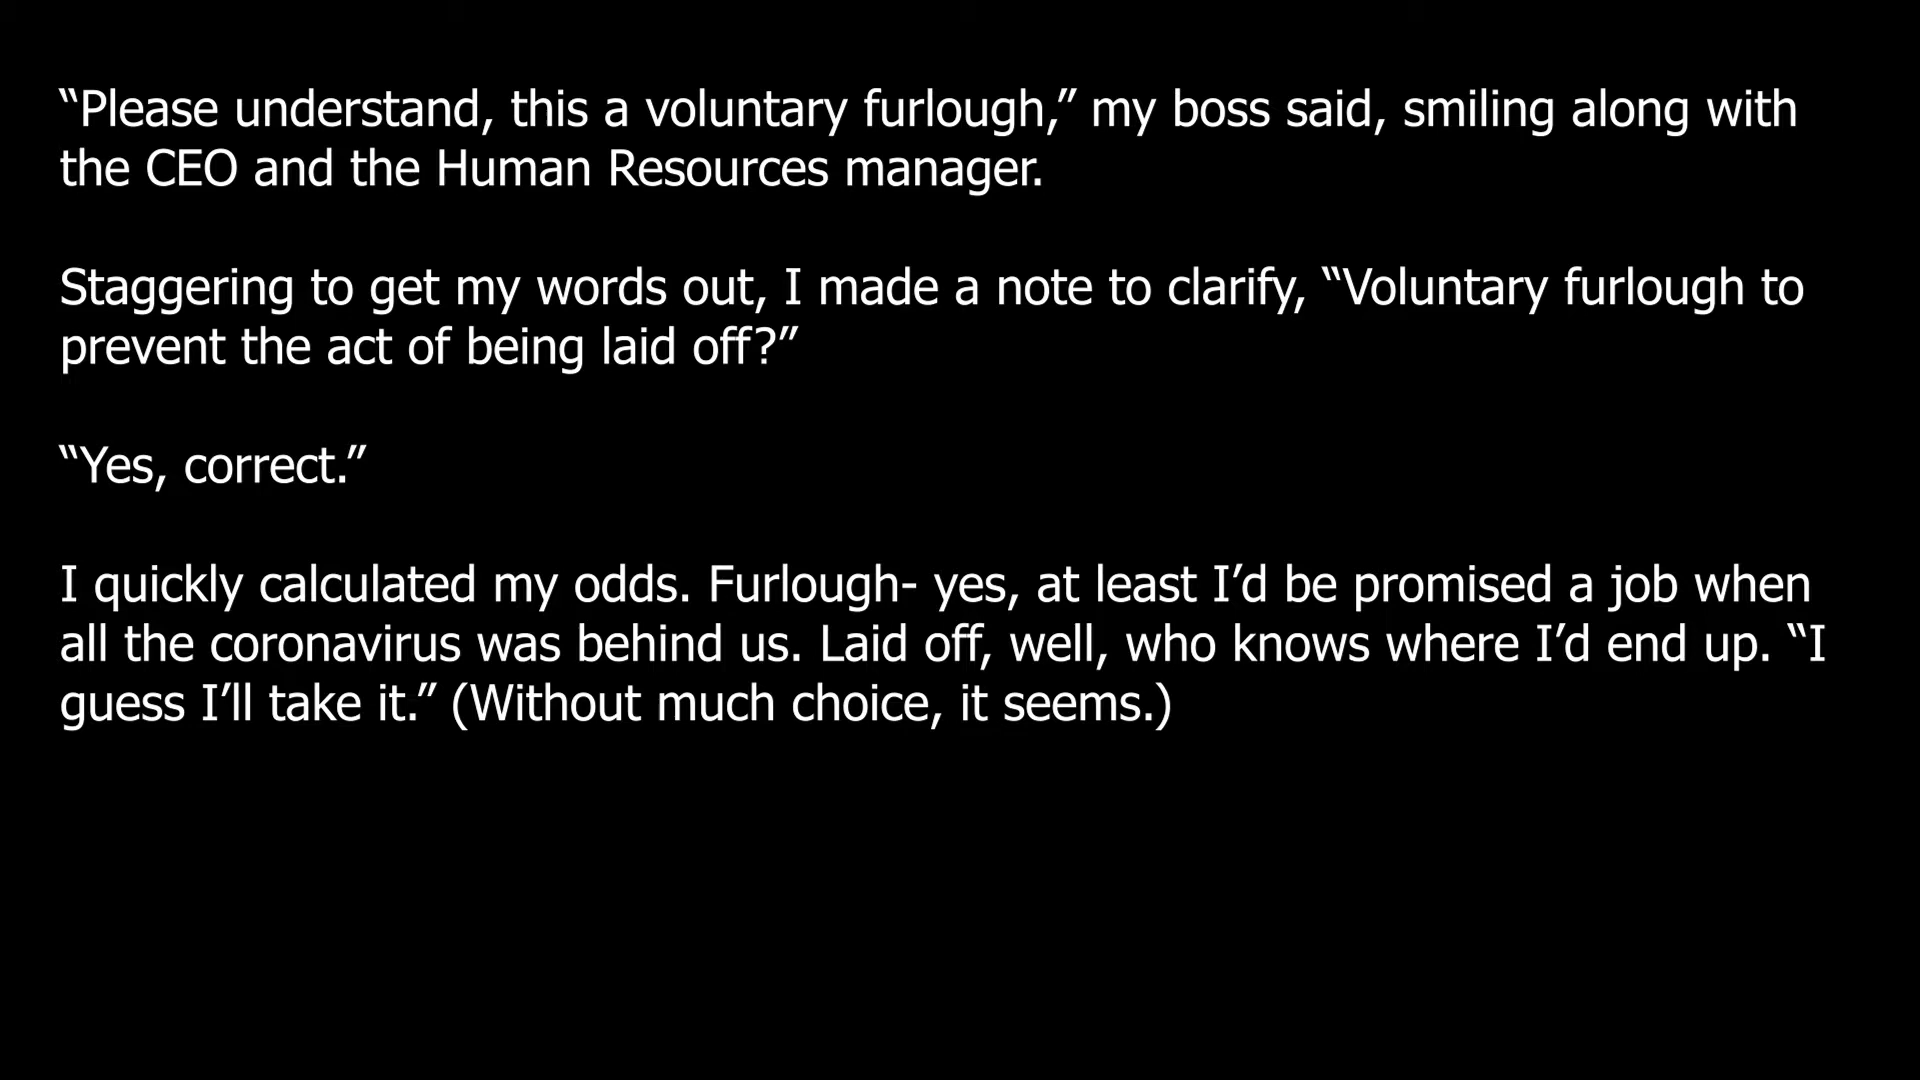 “Please understand, this a voluntary furlough,” my boss said, smiling along with
the CEO and the Human Resources manager.
Staggering to get my words out, I made a note to clarify, “Voluntary furlough to
prevent the act of being laid off?”
“Yes, correct.”
I quickly calculated my odds. Furlough- yes, at least I’d be promised a job when
all the coronavirus was behind us. Laid off, well, who knows where I’d end up. “I
guess I’ll take it.” (Without much choice, it seems.)